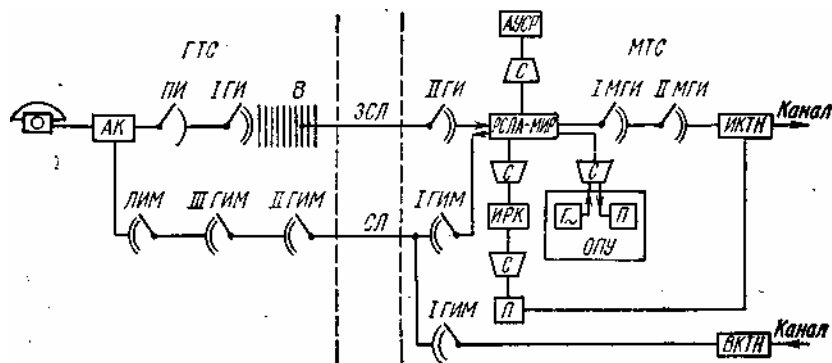 АУСР
ГТС
МТС
С
ПИ
I ГИ
В
II ГИ
I МГИ
II МГИ
АК
ЗСЛ
РСЛА-МИР
ИКТН
Канал
С
С
ЛИМ
III ГИМ
II ГИМ
I ГИМ
ИРК
П
СЛ
ОПУ
С
П
I ГИМ
Канал
ВКТН